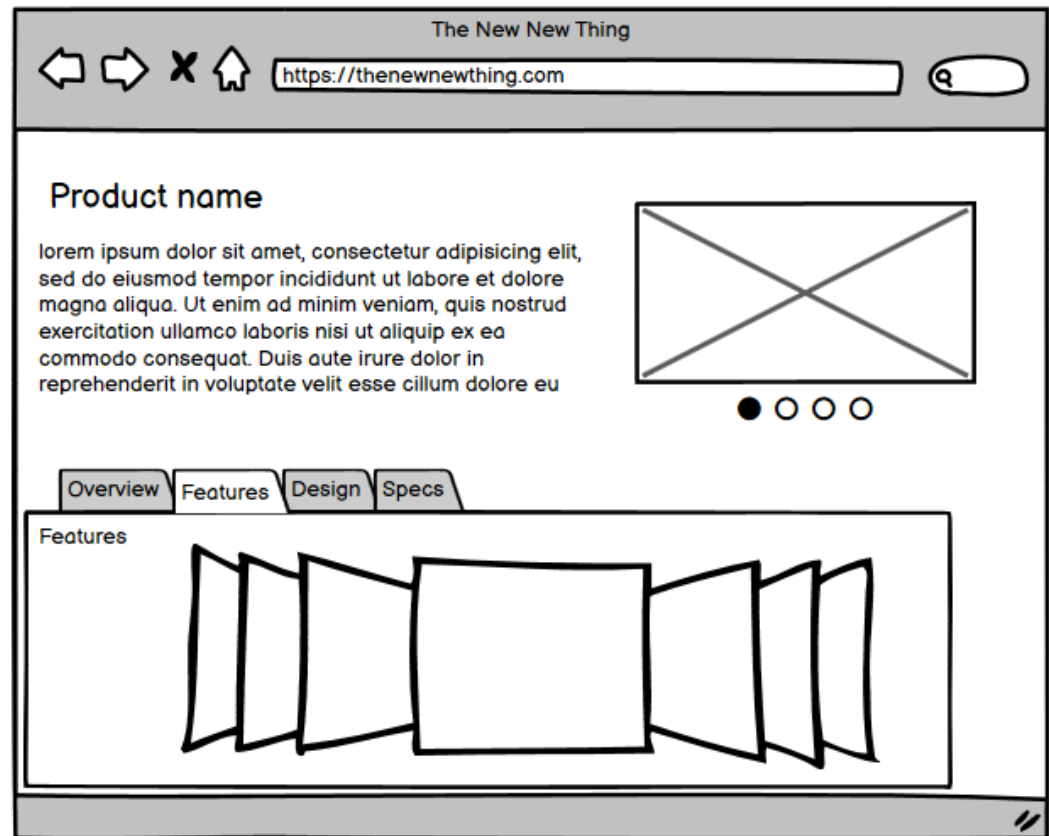 The New New Thing
https://thenewnewthing.com
Product name
lorem ipsum dolor sit amet, consectetur adipisicing elit,
sed do eiusmod tempor incididunt ut labore et dolore
magna aliqua. Ut enim ad minim veniam, quis nostrud
exercitation ullamco laboris nisi ut aliquip ex ea
commodo consequat. Duis aute irure dolor in
reprehenderit in voluptate velit esse cillum dolore eu
Overview Features Design Specs
Features